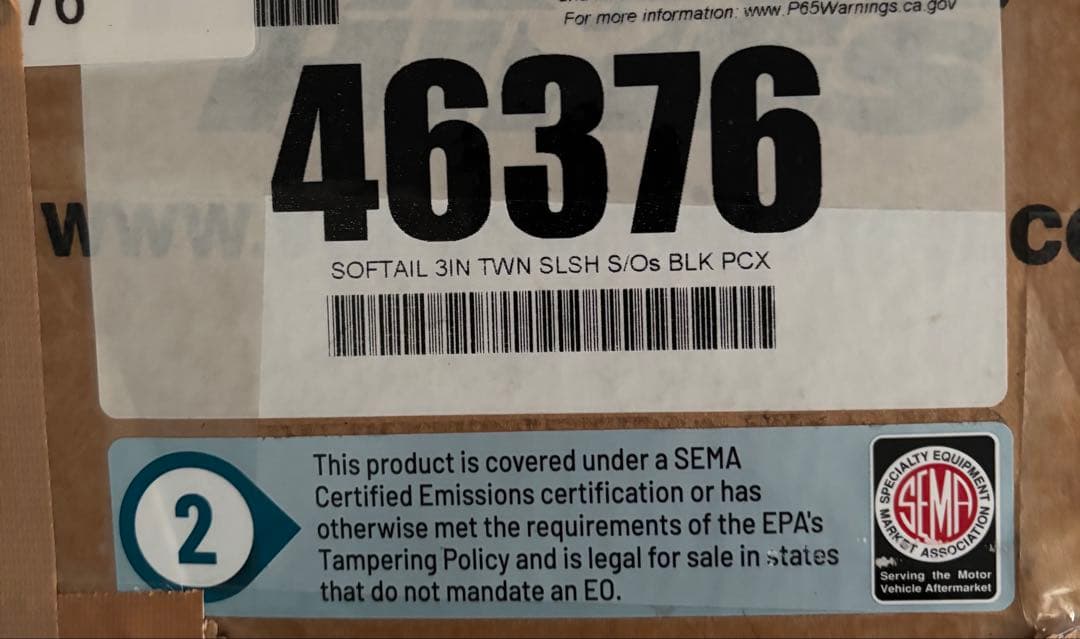 76
For more information: www.P65Warnings.ca.gov
46376
www.
SOFTAIL 3IN TWN SLSH S/Os BLK PCX
2
This product is covered under a SEMA
Certified Emissions certification or has
otherwise met the requirements of the EPA's
Tampering Policy and is legal for sale in states
that do not mandate an EO.
SPECIALTY EQUIPMENT
SEMA
MARKET ASSOCIATION
Serving the Motor
Vehicle Aftermarket